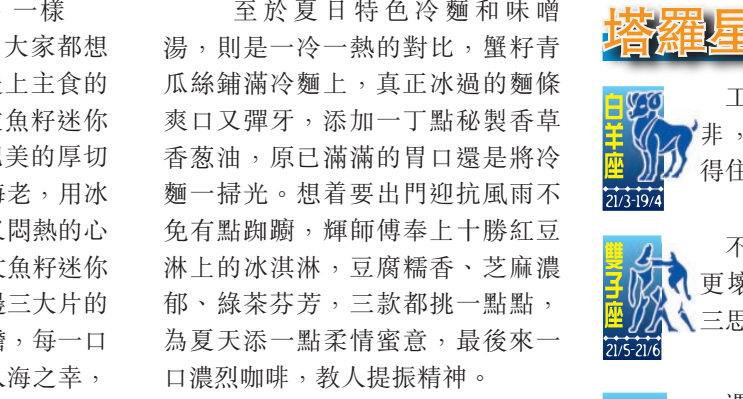 一樣
大家都想
上主食的
魚籽迷你
美的厚切
老，用冰
悶熱的心
魚籽迷你
三大片的
，每一口
海之幸，
至於夏日特色冷麵和味噌
湯，則是一冷一熱的對比，蟹籽青
瓜絲鋪滿冷麵上，真正冰過的麵條
爽口又彈牙，添加一丁點秘製香草
香葱油，原已滿滿的胃口還是將冷
麵一掃光。想着要出門迎抗風雨不
免有點踟躕，輝師傅奉上十勝紅豆
淋上的冰淇淋，豆腐糯香、芝麻濃
郁、綠茶芬芳，三款都挑一點點，
為夏天添一點柔情蜜意，最後來一
口濃烈咖啡，教人提振精神。
塔羅星
白羊座
21/3-19/4
工
非，
得住
雙子座
21/5-21/6
不
更壞
三思